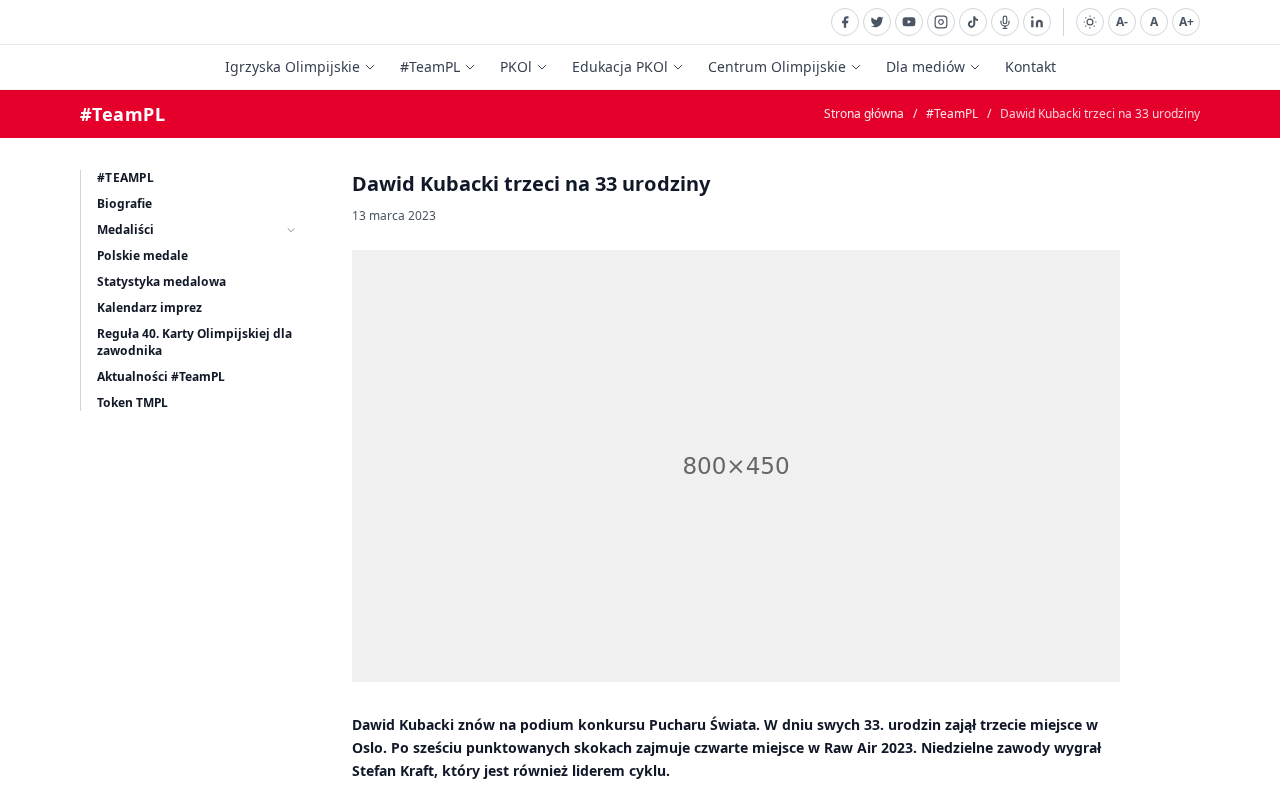 A-
A
A+
Igrzyska Olimpijskie
#TeamPL
PKOl
Edukacja PKOl
Centrum Olimpijskie
Dla mediów
Kontakt
#TeamPL
Strona główna / #TeamPL / Dawid Kubacki trzeci na 33 urodziny
#TEAMPL
Biografie
Medaliści
Polskie medale
Statystyka medalowa
Kalendarz imprez
Reguła 40. Karty Olimpijskiej dla
zawodnika
Aktualności #TeamPL
Token TMPL
Dawid Kubacki trzeci na 33 urodziny
13 marca 2023
800×450
Dawid Kubacki znów na podium konkursu Pucharu Świata. W dniu swych 33. urodzin zajął trzecie miejsce w
Oslo. Po sześciu punktowanych skokach zajmuje czwarte miejsce w Raw Air 2023. Niedzielne zawody wygrał
Stefan Kraft, który jest również liderem cyklu.